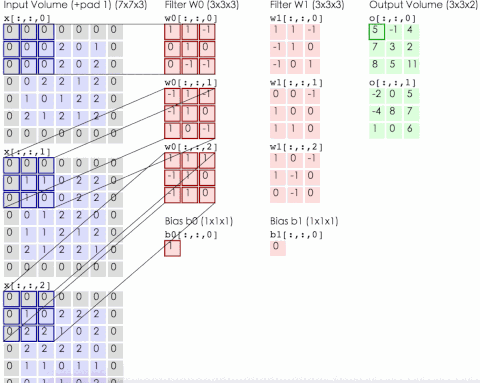 Input Volume (+pad 1) (7x7x3)
x[:,:,0]
0 0 0 0 0 0 0
0 0 0 2 0 1 0
0 0 0 2 2 0 0
0 0 2 2 1 2 0
0 1 0 1 2 2 0
0 2 1 2 1 2 0
0 0 0 0 0 0 0
x[:,:,1]
0 0 0 0 0 0 0
0 1 1 0 2 2 0
0 1 0 0 2 2 0
0 0 1 2 2 0 0
0 1 1 2 1 2 0
0 2 1 2 2 1 0
0 0 0 0 0 0 0
x[:,:,2]
0 0 0 0 0 0 0
0 1 0 2 2 2 0
0 2 2 1 0 2 0
0 2 2 2 2 0 0
0 1 1 0 1 1 0
Filter W0 (3x3x3)
w0[:,:,0]
1 1 -1
0 1 0
0 -1 -1
w0[:,:,1]
-1 1 -1
-1 1 0
1 0 -1
w0[:,:,2]
1 1 1
-1 1 0
-1 1 0
Bias b0 (1x1x1)
b0[:,:,0]
1
Filter W1 (3x3x3)
w1[:,:,0]
1 1 -1
-1 1 0
-1 0 1
w1[:,:,1]
0 0 -1
1 0 0
1 1 0
w1[:,:,2]
1 0 -1
-1 0 0
0 -1 0
Bias b1 (1x1x1)
b1[:,:,0]
0
Output Volume (3x3x2)
o[:,:,0]
5 -1 4
7 3 2
8 5 11
o[:,:,1]
-2 0 5
-4 8 7
1 0 6